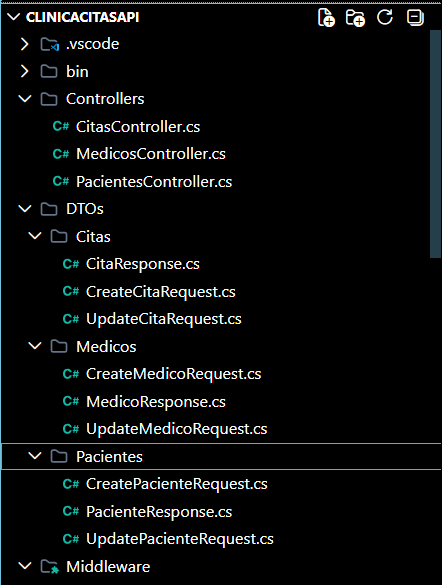 CLINICACITASAPI
.vscode
bin
Controllers
C# CitasController.cs
C# MedicosController.cs
C# PacientesController.cs
DTOs
Citas
C# CitaResponse.cs
C# CreateCitaRequest.cs
C# UpdateCitaRequest.cs
Medicos
C# CreateMedicoRequest.cs
C# MedicoResponse.cs
C# UpdateMedicoRequest.cs
Pacientes
C# CreatePacienteRequest.cs
C# PacienteResponse.cs
C# UpdatePacienteRequest.cs
Middleware